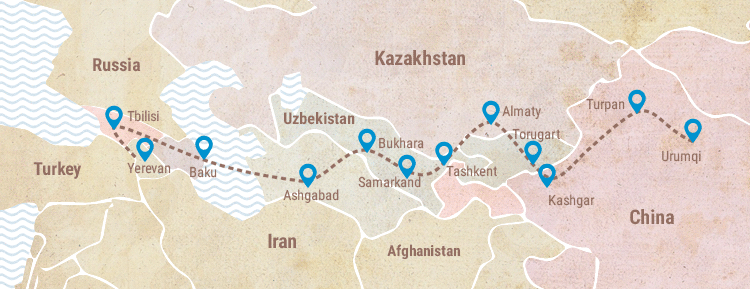 Kazakhstan
Russia
Tbilisi
Uzbekistan
Almaty
Turpan
Torugart
Bukhara
Turkey
Yerevan
Baku
Ashgabad
Samarkand
Tashkent
Urumqi
Kashgar
China
Iran
Afghanistan